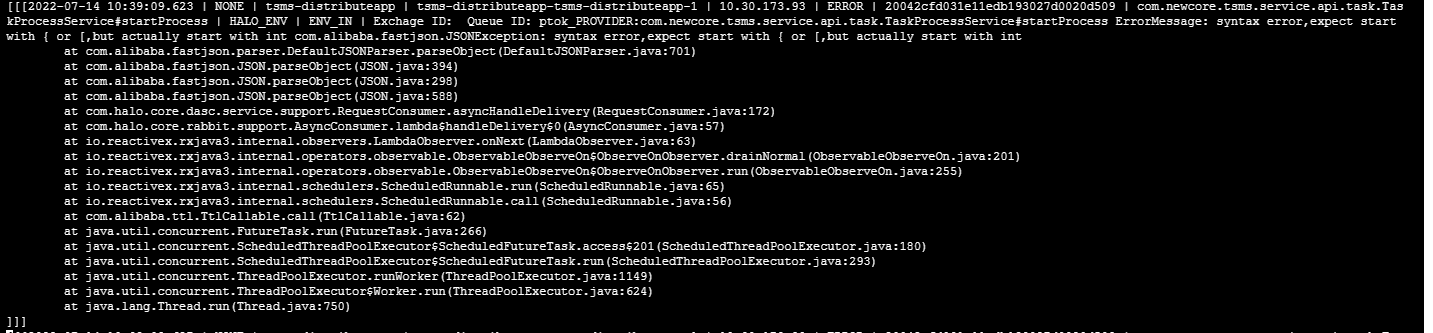 [[[2022-07-14 10:39:09.623 | NONE | tsms-distributeapp | tsms-distributeapp-tsms-distributeapp-1 | 10.30.173.93 | ERROR | 20042cfd031e11edb193027d0020d509 | com.newcore.tsms.service.api.task.Tas
kProcessService#startProcess | HALO_ENV | ENV_IN | Exchage ID:  Queue ID: ptok_PROVIDER:com.newcore.tsms.service.api.task.TaskProcessService#startProcess ErrorMessage: syntax error,expect start
with { or [,but actually start with int com.alibaba.fastjson.JSONException: syntax error,expect start with { or [,but actually start with int
at com.alibaba.fastjson.parser.DefaultJSONParser.parseObject(DefaultJSONParser.java:701)
at com.alibaba.fastjson.JSON.parseObject(JSON.java:394)
at com.alibaba.fastjson.JSON.parseObject(JSON.java:298)
at com.alibaba.fastjson.JSON.parseObject(JSON.java:588)
at com.halo.core.dasc.service.support.RequestConsumer.asyncHandleDelivery(RequestConsumer.java:172)
at com.halo.core.rabbit.support.AsyncConsumer.lambda$handleDelivery$0(AsyncConsumer.java:57)
at io.reactivex.rxjava3.internal.observers.LambdaObserver.onNext(LambdaObserver.java:63)
at io.reactivex.rxjava3.internal.operators.observable.ObservableObserveOn$ObserveOnObserver.drainNormal(ObservableObserveOn.java:201)
at io.reactivex.rxjava3.internal.operators.observable.ObservableObserveOn$ObserveOnObserver.run(ObservableObserveOn.java:255)
at io.reactivex.rxjava3.internal.schedulers.ScheduledRunnable.run(ScheduledRunnable.java:65)
at io.reactivex.rxjava3.internal.schedulers.ScheduledRunnable.call(ScheduledRunnable.java:56)
at com.alibaba.ttl.TtlCallable.call(TtlCallable.java:62)
at java.util.concurrent.FutureTask.run(FutureTask.java:266)
at java.util.concurrent.ScheduledThreadPoolExecutor$ScheduledFutureTask.access$201(ScheduledThreadPoolExecutor.java:180)
at java.util.concurrent.ScheduledThreadPoolExecutor$ScheduledFutureTask.run(ScheduledThreadPoolExecutor.java:293)
at java.util.concurrent.ThreadPoolExecutor.runWorker(ThreadPoolExecutor.java:1149)
at java.util.concurrent.ThreadPoolExecutor$Worker.run(ThreadPoolExecutor.java:624)
at java.lang.Thread.run(Thread.java:750)
]]]